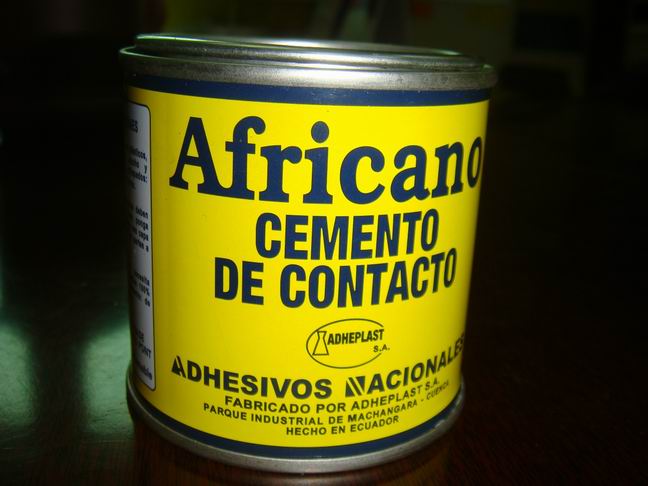 Africano
CEMENTO
DE CONTACTO
ADHEPLAST
S.A.
ADHESIVOS NACIONALES
FABRICADO POR ADHEPLAST S.A.
PARQUE INDUSTRIAL DE MACHANGARA - CUENCA
HECHO EN ECUADOR